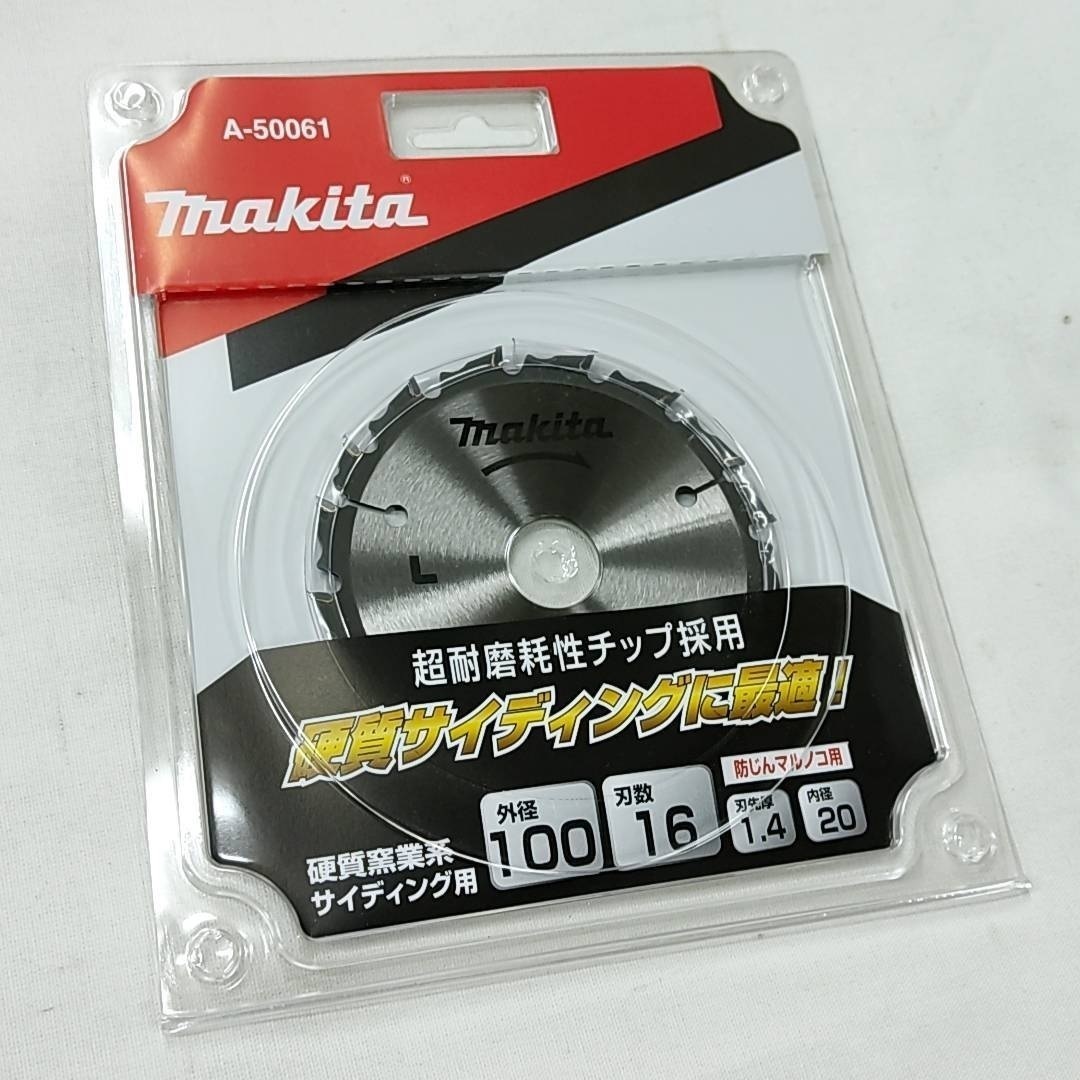 A-50061
makita®
makita
L
超耐磨耗性チップ採用
硬質サイディングに最適!
防じんマルノコ用
硬質窯業系
サイディング用
外径
100
刃数
16
刃先厚
1.4
内径
20